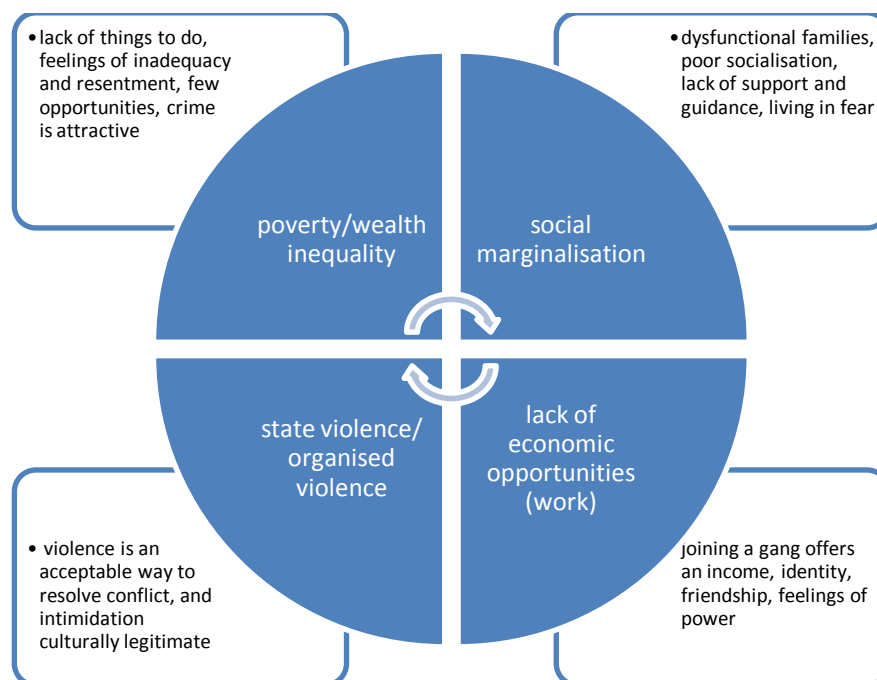 • lack of things to do,
feelings of inadequacy
and resentment, few
opportunities, crime
is attractive
• dysfunctional families,
poor socialisation,
lack of support and
guidance, living in fear
poverty/wealth
inequality
social
marginalisation
state violence/
organised
violence
lack of
economic
opportunities
(work)
• violence is an
acceptable way to
resolve conflict, and
intimidation
culturally legitimate
joining a gang offers
an income, identity,
friendship, feelings of
power